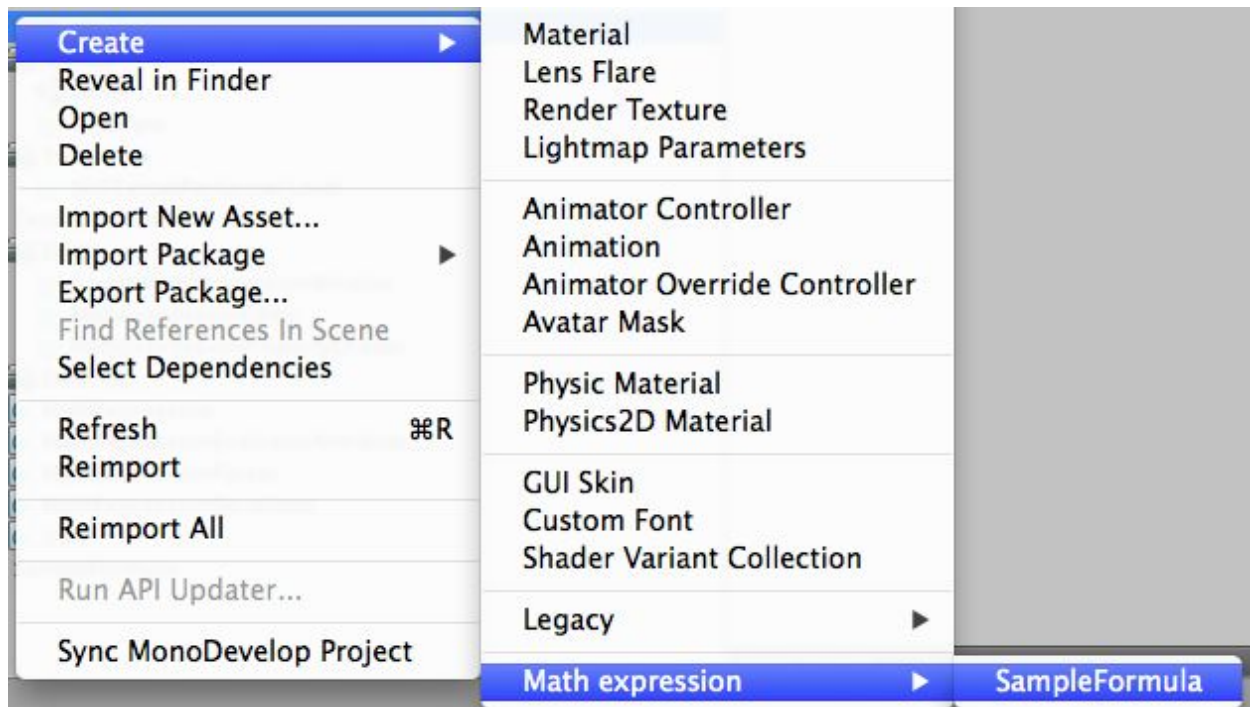 Create
Reveal in Finder
Open
Delete
Import New Asset...
Import Package
Export Package...
Find References In Scene
Select Dependencies
Refresh ⌘R
Reimport
Reimport All
Run API Updater...
Sync MonoDevelop Project
Material
Lens Flare
Render Texture
Lightmap Parameters
Animator Controller
Animation
Animator Override Controller
Avatar Mask
Physic Material
Physics2D Material
GUI Skin
Custom Font
Shader Variant Collection
Legacy
Math expression
SampleFormula